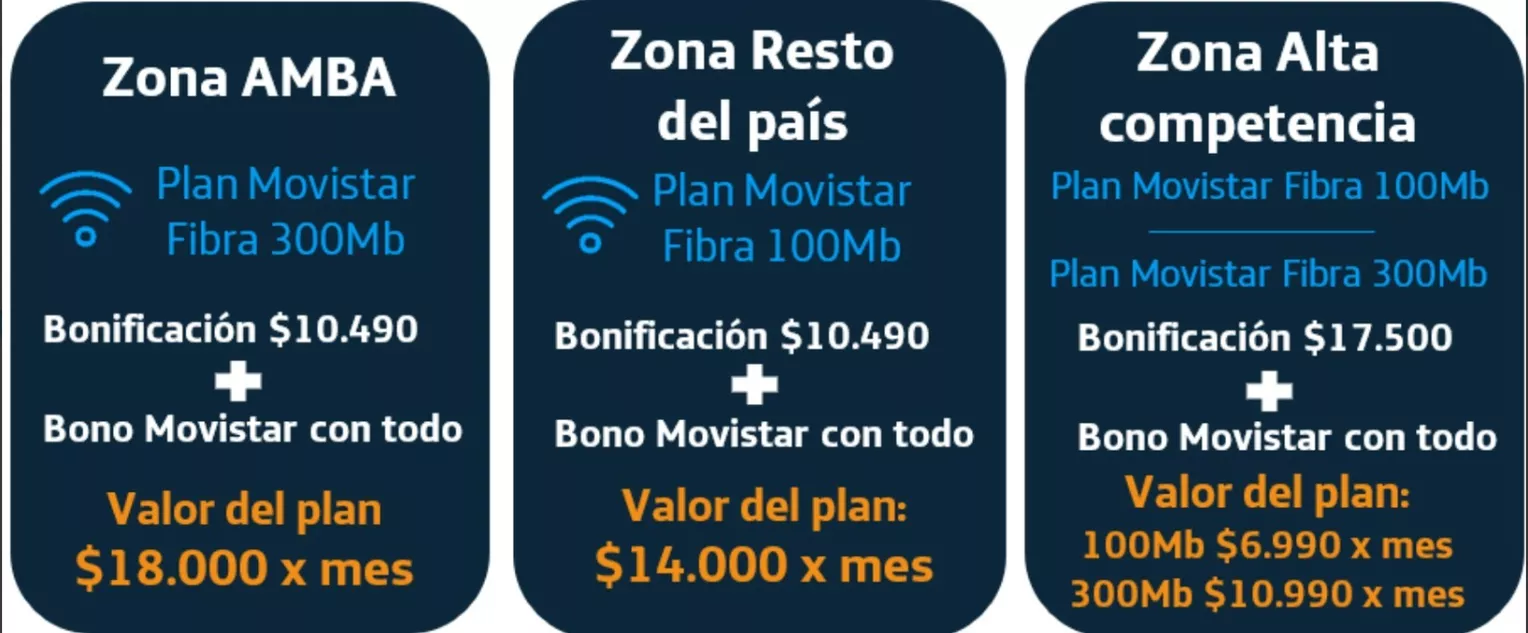 Zona AMBA
Plan Movistar
Fibra 300Mb
Bonificación $10.490
+
Bono Movistar con todo
Valor del plan
$18.000 x mes
Zona Resto
del país
Plan Movistar
Fibra 100Mb
Bonificación $10.490
+
Bono Movistar con todo
Valor del plan:
$14.000 x mes
Zona Alta
competencia
Plan Movistar Fibra 100Mb
Plan Movistar Fibra 300Mb
Bonificación $17.500
+
Bono Movistar con todo
Valor del plan:
100Mb $6.990 x mes
300Mb $10.990 x mes